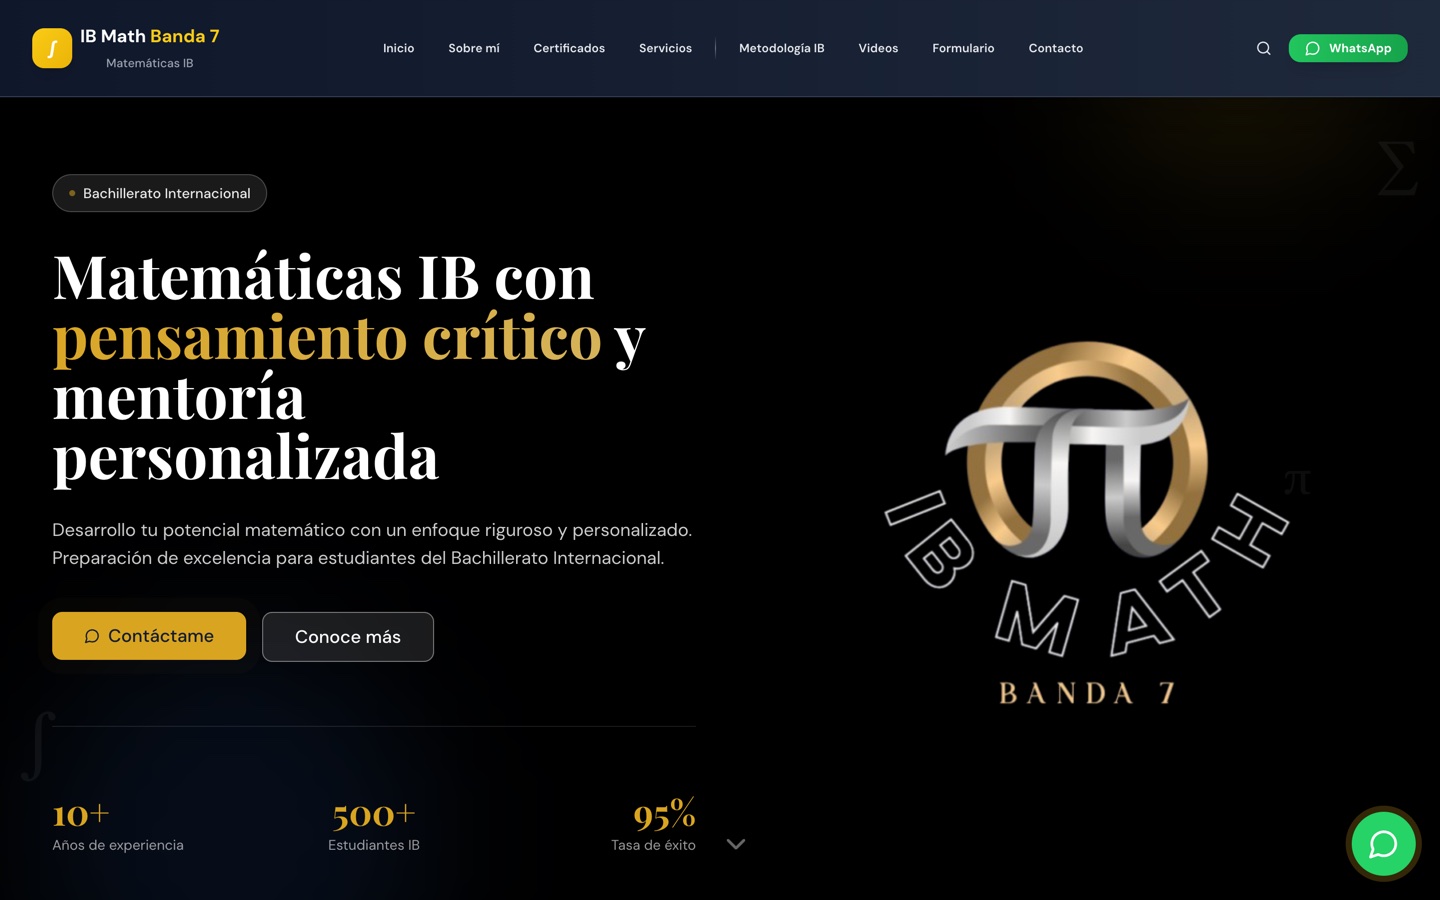 ∫
IB Math Banda 7
Matemáticas IB
Inicio
Sobre mí
Certificados
Servicios
Metodología IB
Videos
Formulario
Contacto
WhatsApp
Σ
Bachillerato Internacional
Matemáticas IB con
pensamiento crítico y
mentoría
personalizada
Desarrollo tu potencial matemático con un enfoque riguroso y personalizado.
Preparación de excelencia para estudiantes del Bachillerato Internacional.
Contáctame
Conoce más
π
π
IB MATH
BANDA 7
∫
10+
Años de experiencia
500+
Estudiantes IB
95%
Tasa de éxito